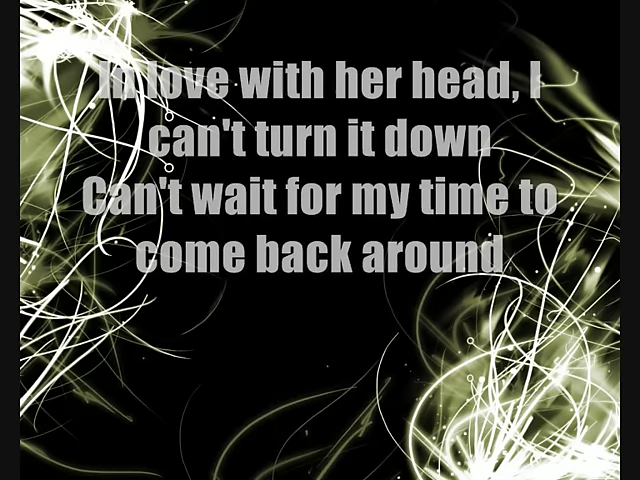 In love with her head, I
can't turn it down
Can't wait for my time to
come back around